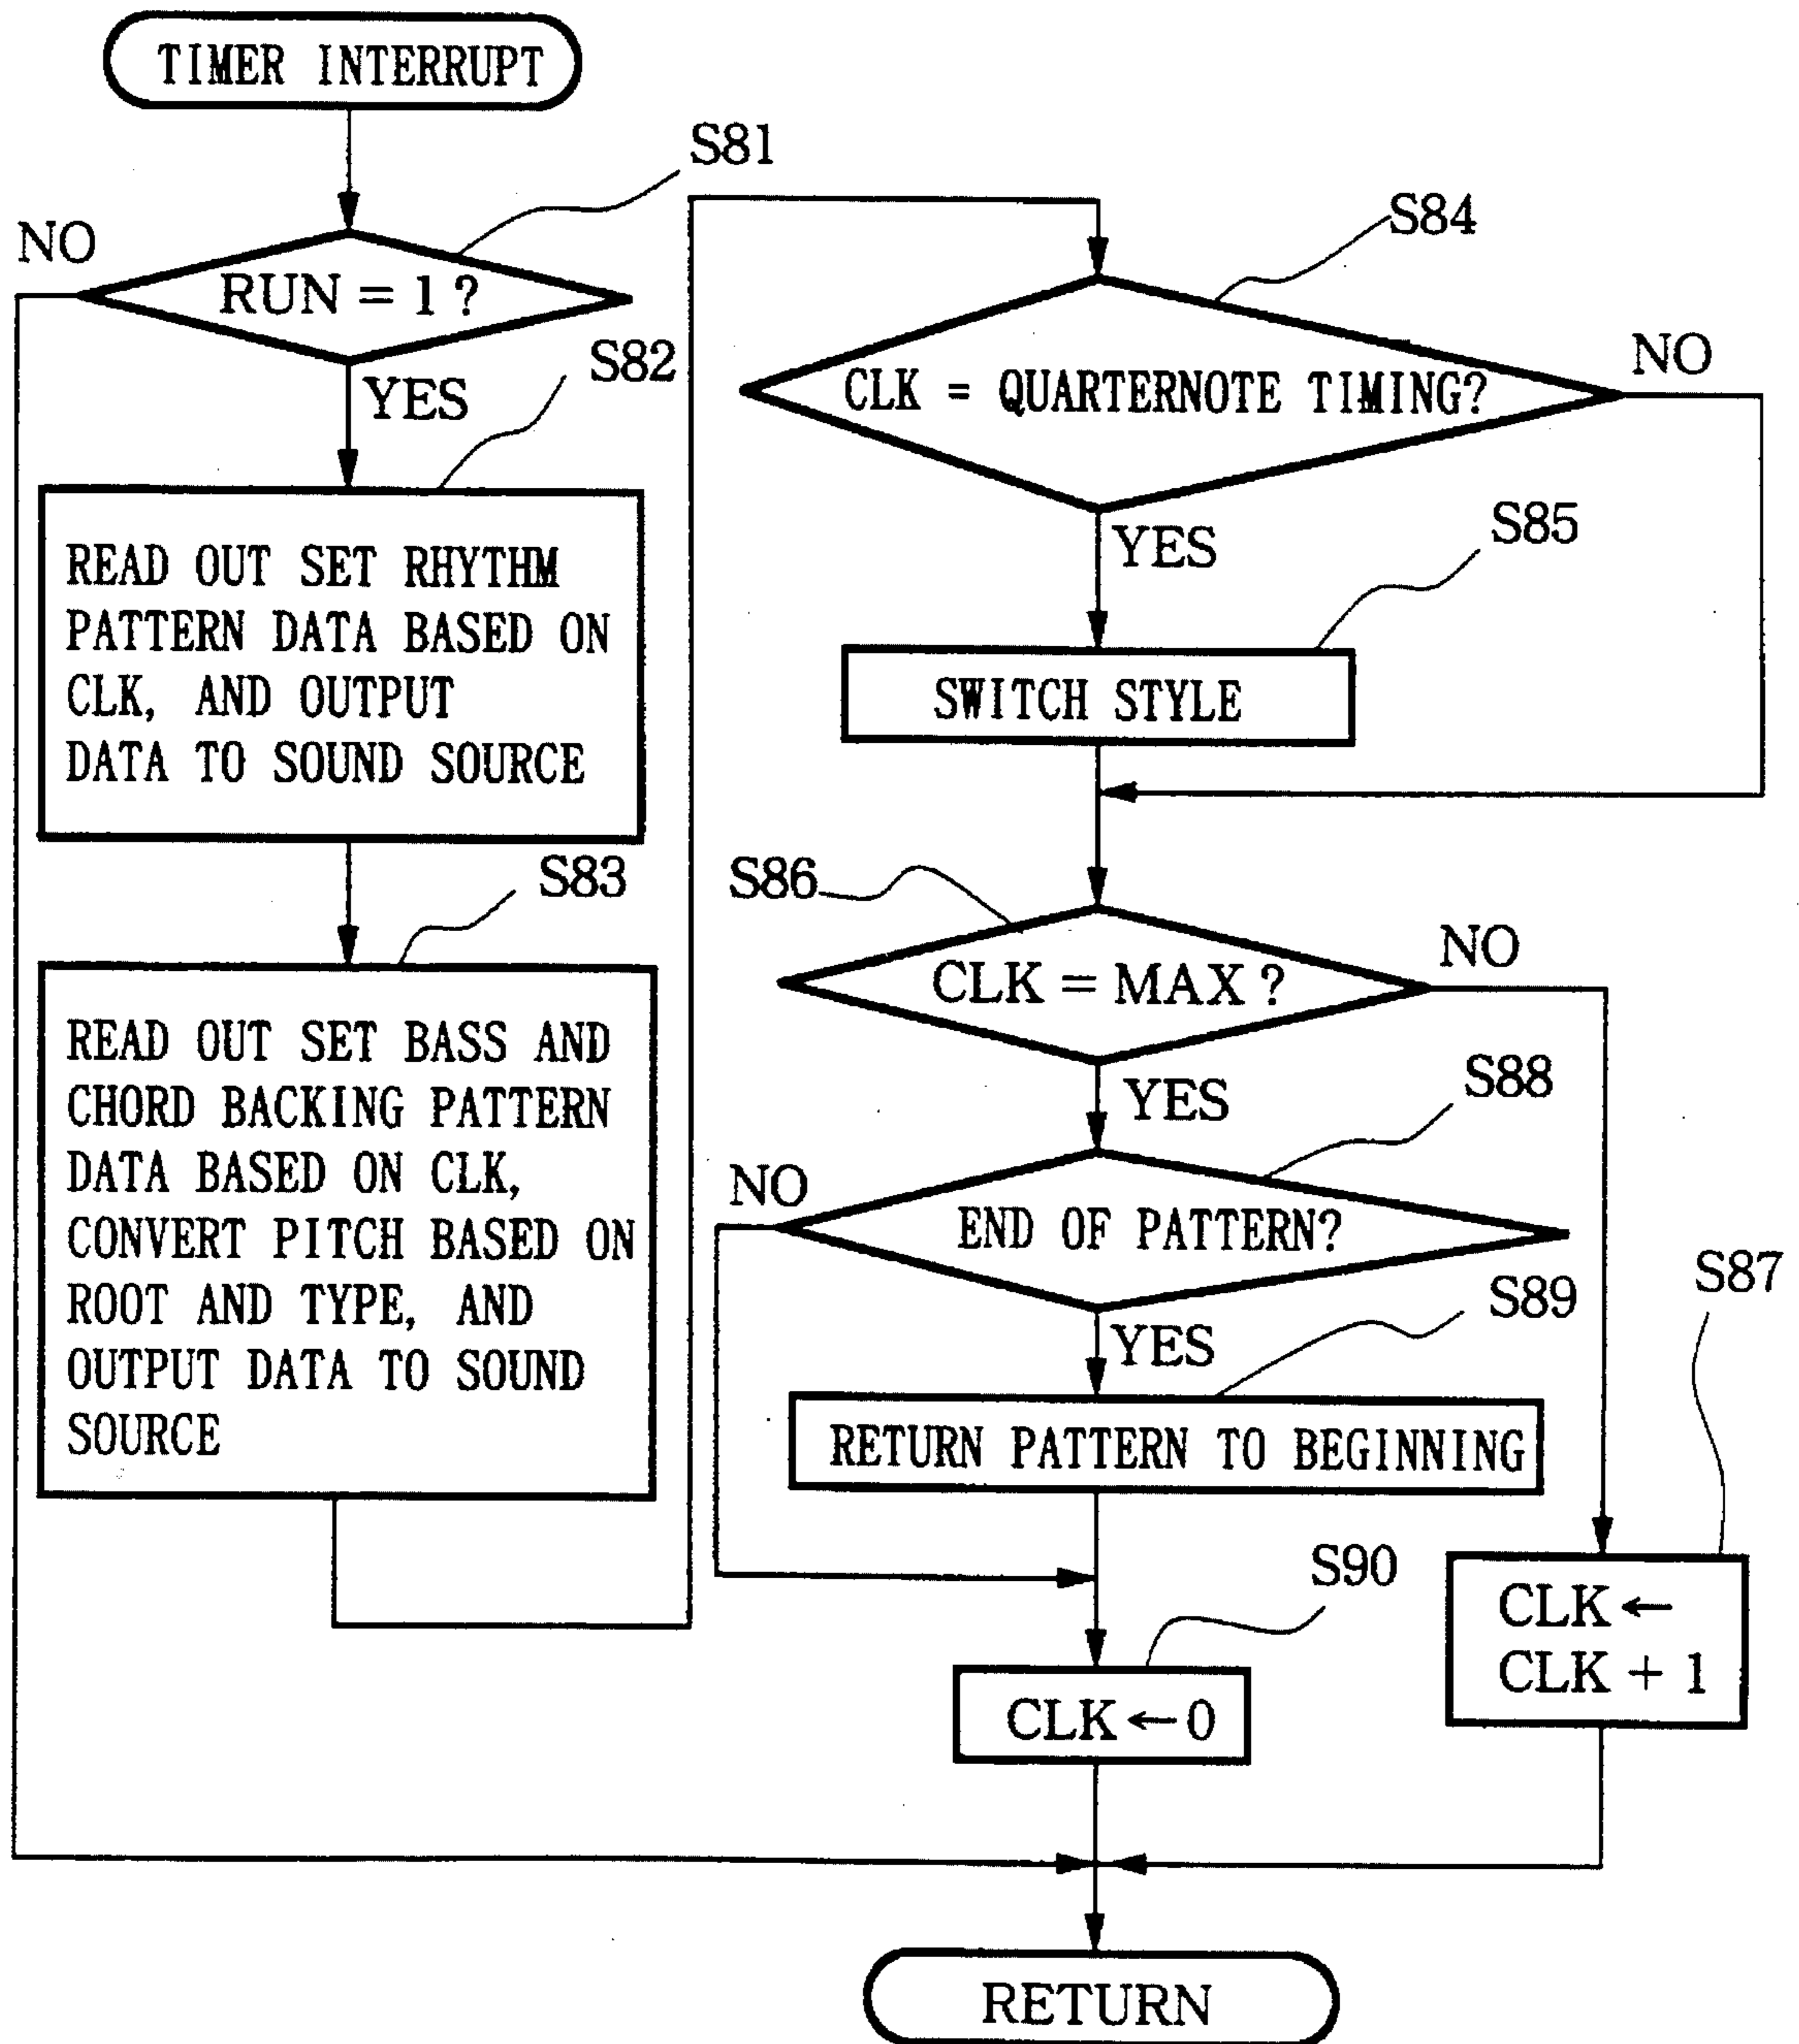 TIMER INTERRUPT
S81
NO
RUN = 1 ?
YES
S82
READ OUT SET RHYTHM
PATTERN DATA BASED ON
CLK, AND OUTPUT
DATA TO SOUND SOURCE
S83
READ OUT SET BASS AND
CHORD BACKING PATTERN
DATA BASED ON CLK,
CONVERT PITCH BASED ON
ROOT AND TYPE, AND
OUTPUT DATA TO SOUND
SOURCE
S84
CLK = QUARTERNOTE TIMING?
NO
YES
S85
SWITCH STYLE
S86
CLK = MAX ?
NO
YES
S88
NO
END OF PATTERN?
YES
S89
RETURN PATTERN TO BEGINNING
S87
CLK ←
CLK + 1
S90
CLK ← 0
RETURN